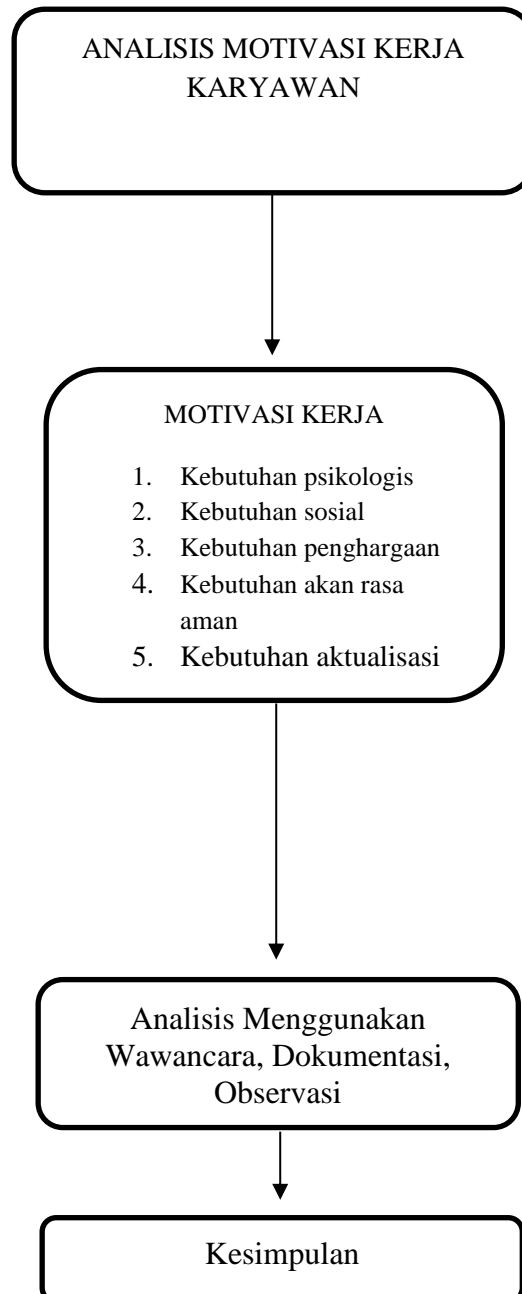 ANALISIS MOTIVASI KERJA
KARYAWAN
MOTIVASI KERJA
1. Kebutuhan psikologis
2. Kebutuhan sosial
3. Kebutuhan penghargaan
4. Kebutuhan akan rasa
aman
5. Kebutuhan aktualisasi
Analisis Menggunakan
Wawancara, Dokumentasi,
Observasi
Kesimpulan